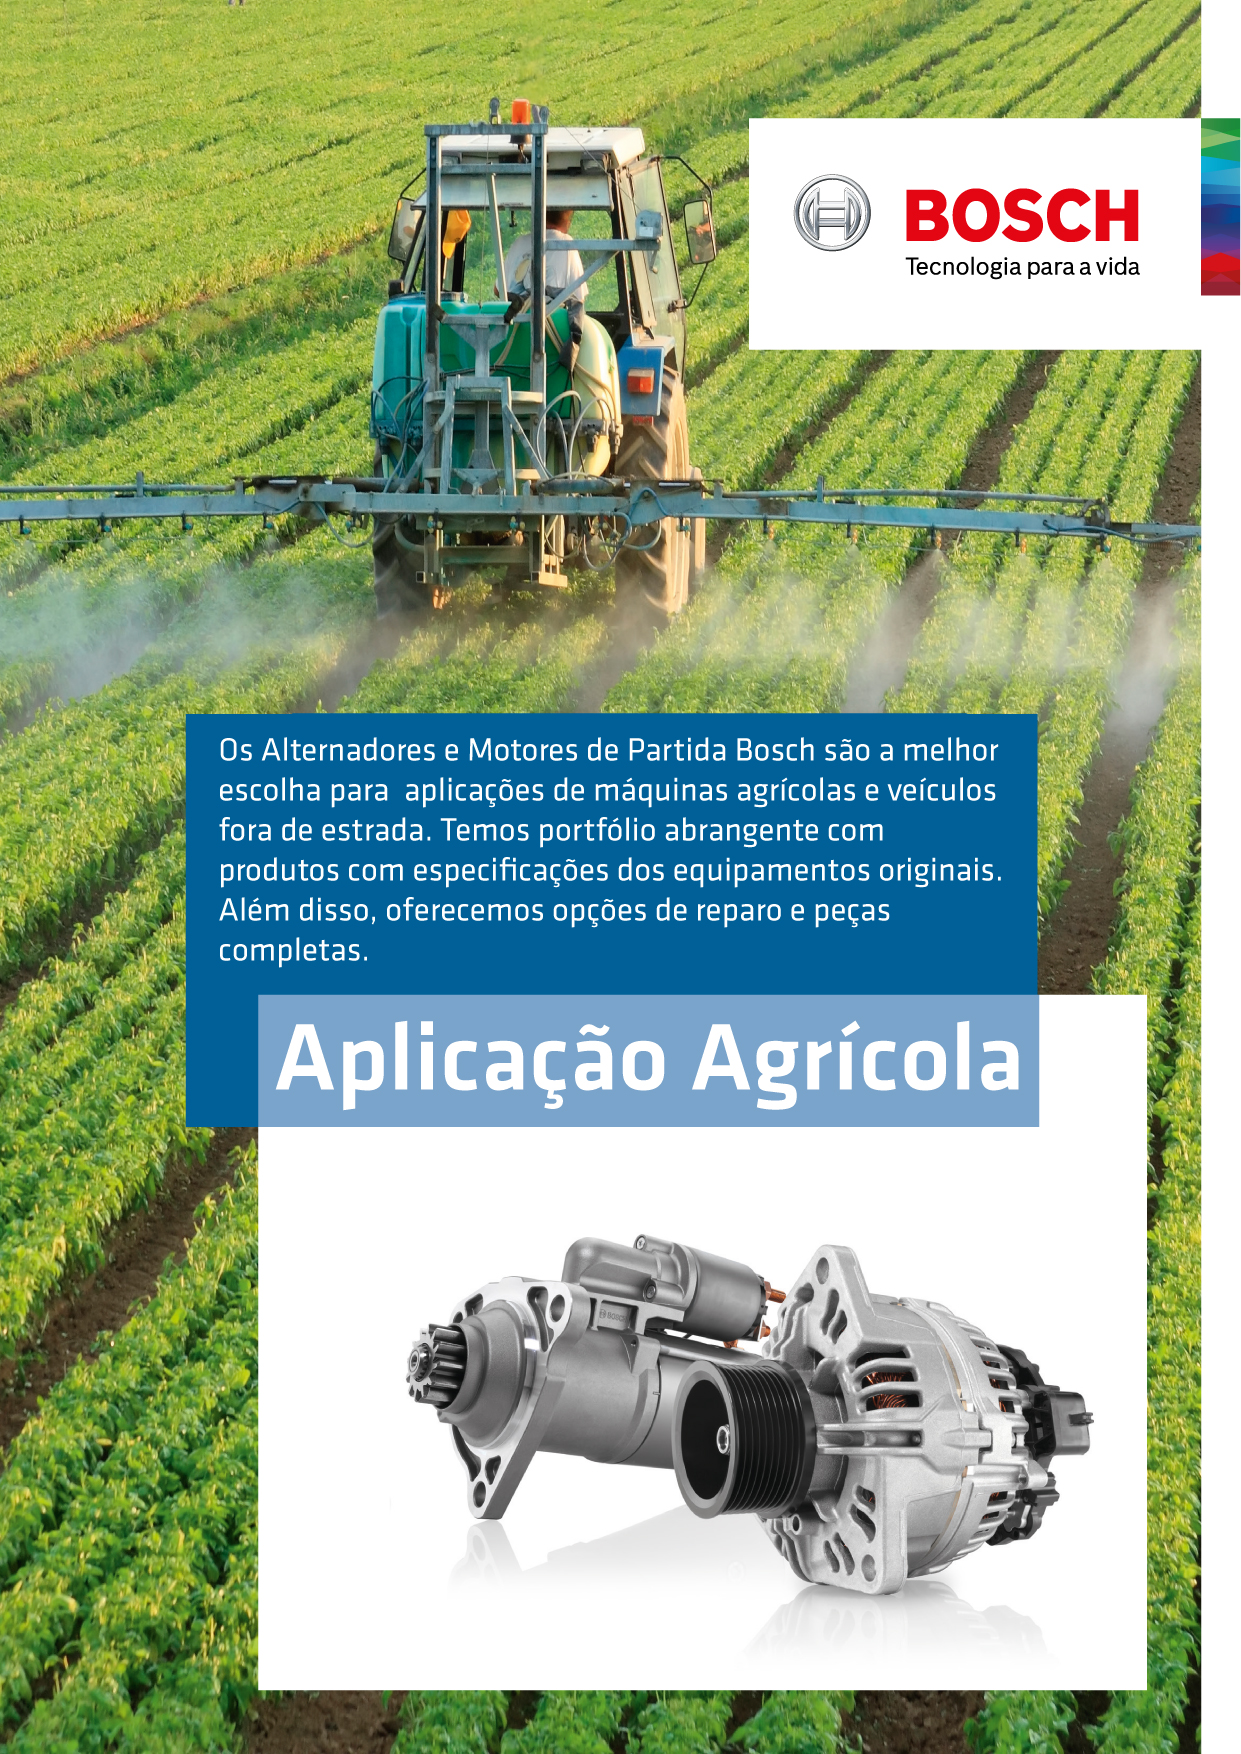 BOSCH
Tecnologia para a vida
Os Alternadores e Motores de Partida Bosch são a melhor
escolha para  aplicações de máquinas agrícolas e veículos
fora de estrada. Temos portfólio abrangente com
produtos com especificações dos equipamentos originais.
Além disso, oferecemos opções de reparo e peças
completas.
Aplicação Agrícola
BOSCH